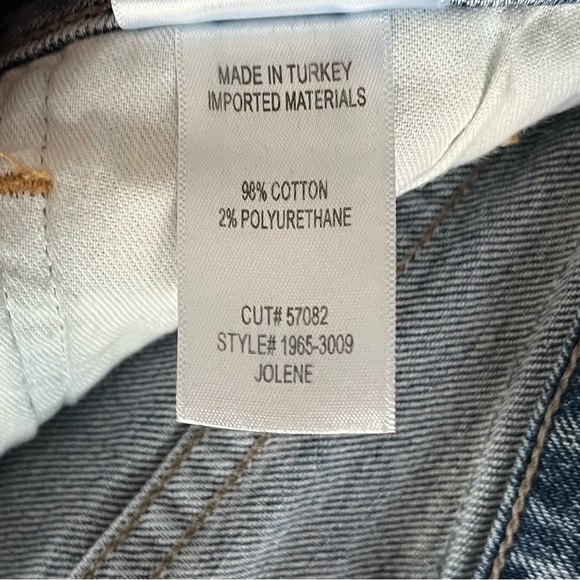 MADE IN TURKEY
IMPORTED MATERIALS
98% COTTON
2% POLYURETHANE
CUT# 57082
STYLE# 1965-3009
JOLENE